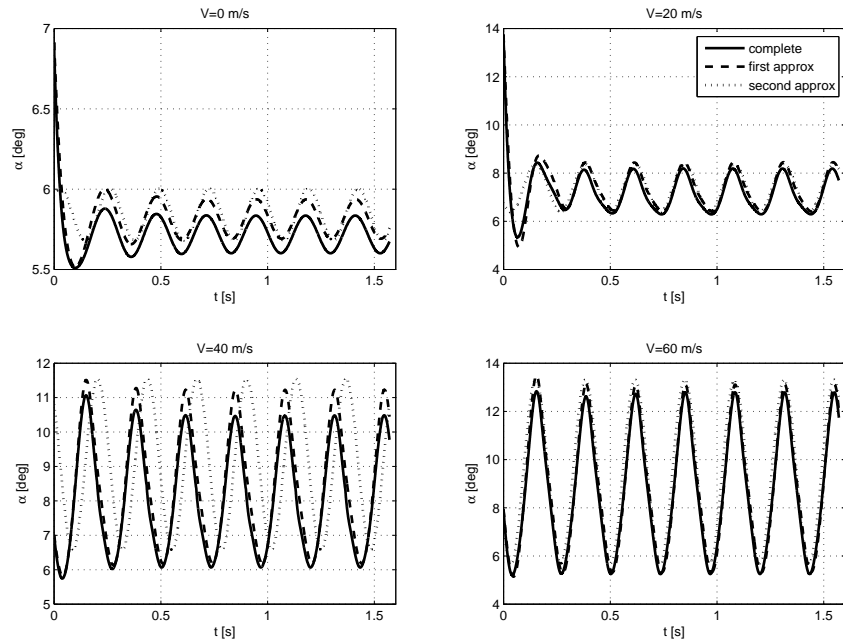 V=0 m/s
7
6.5
6
5.5
α [deg]
0
0.5
1
1.5
t [s]
V=20 m/s
14
12
10
8
6
4
α [deg]
0
0.5
1
1.5
t [s]
complete
first approx
second approx
V=40 m/s
12
11
10
9
8
7
6
5
α [deg]
0
0.5
1
1.5
t [s]
V=60 m/s
14
12
10
8
6
4
α [deg]
0
0.5
1
1.5
t [s]